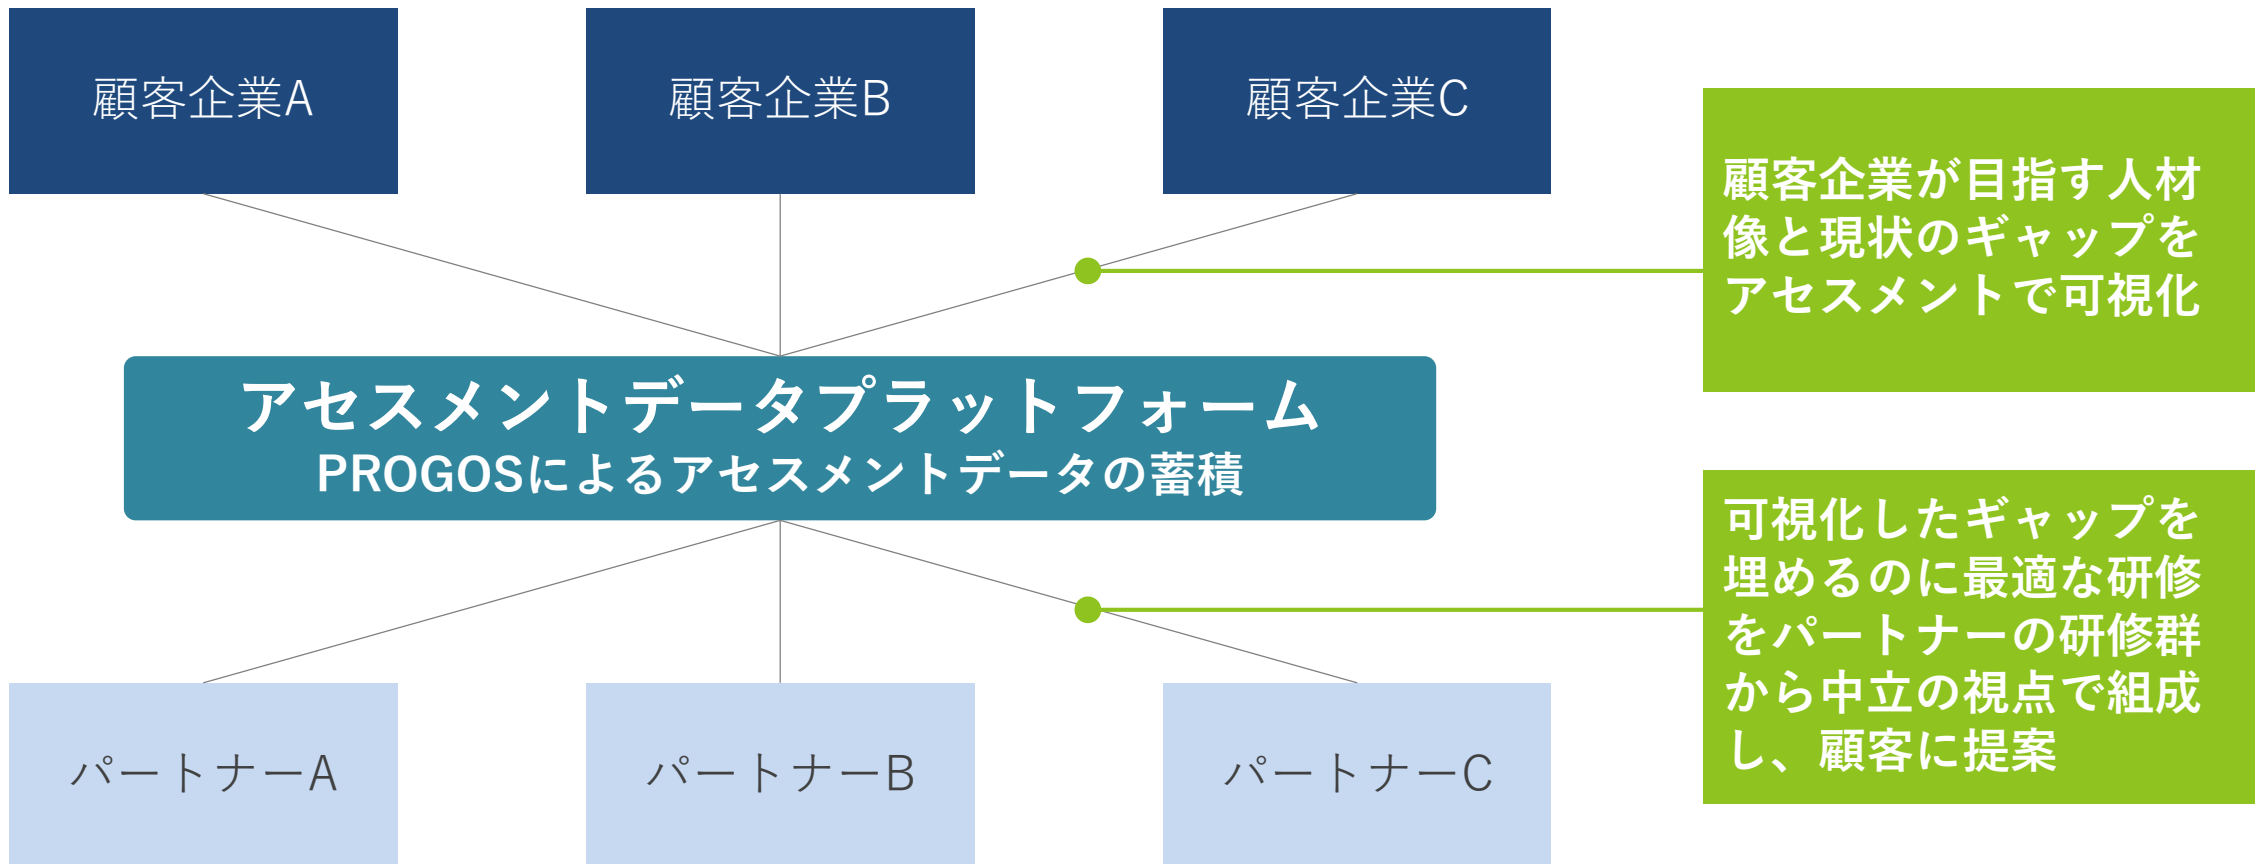 顧客企業A
顧客企業B
顧客企業C
顧客企業が目指す人材
像と現状のギャップを
アセスメントで可視化
アセスメントデータプラットフォーム
PROGOSによるアセスメントデータの蓄積
可視化したギャップを
埋めるのに最適な研修
をパートナーの研修群
から中立の視点で組成
し、顧客に提案
パートナーA
パートナーB
パートナーC